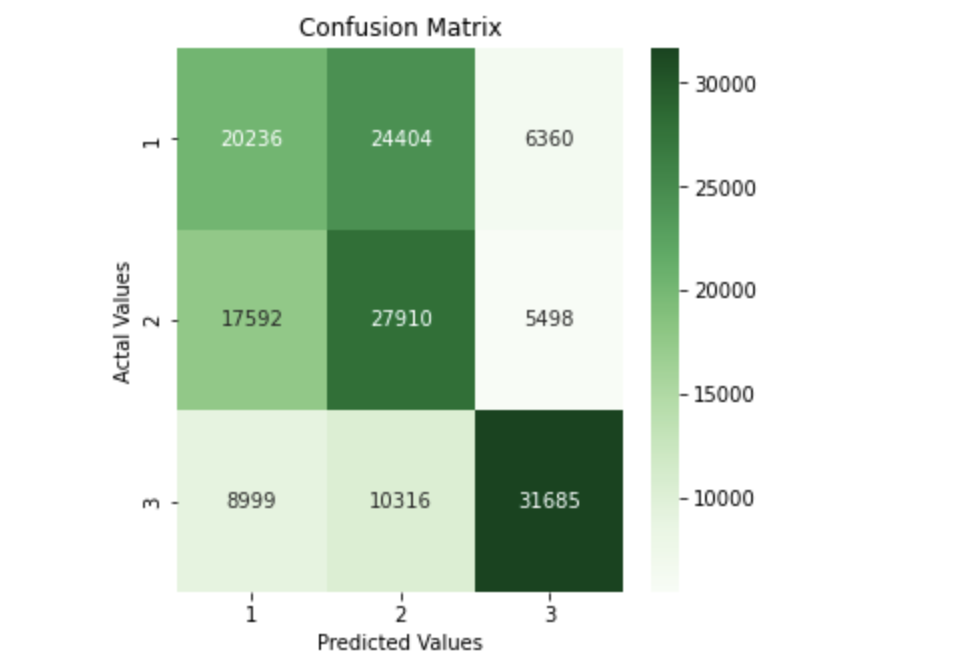 Confusion Matrix
1 20236 24404 6360
2 17592 27910 5498
3 8999 10316 31685
1 2 3
Predicted Values
Actal Values
30000
25000
20000
15000
10000